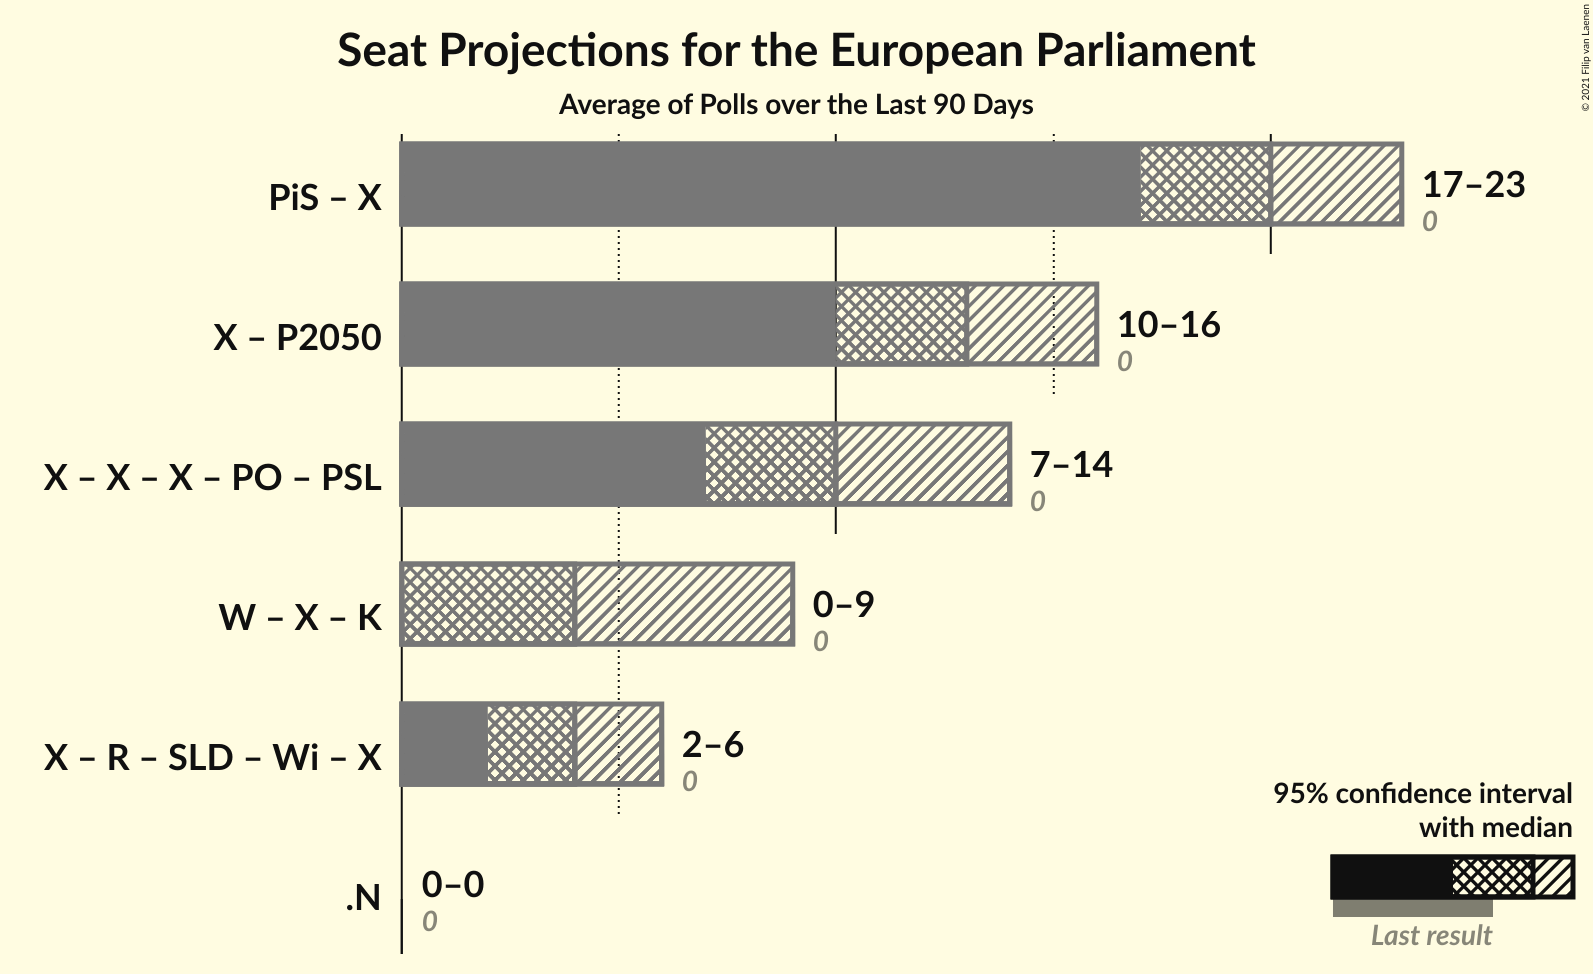 Seat Projections for the European Parliament
Average of Polls over the Last 90 Days
© 2021 Filip van Laenen
PiS – X
17–23
0
X – P2050
10–16
0
X – X – X – PO – PSL
7–14
0
W – X – K
0–9
0
X – R – SLD – Wi – X
2–6
0
.N
0–0
0
95% confidence interval
with median
Last result